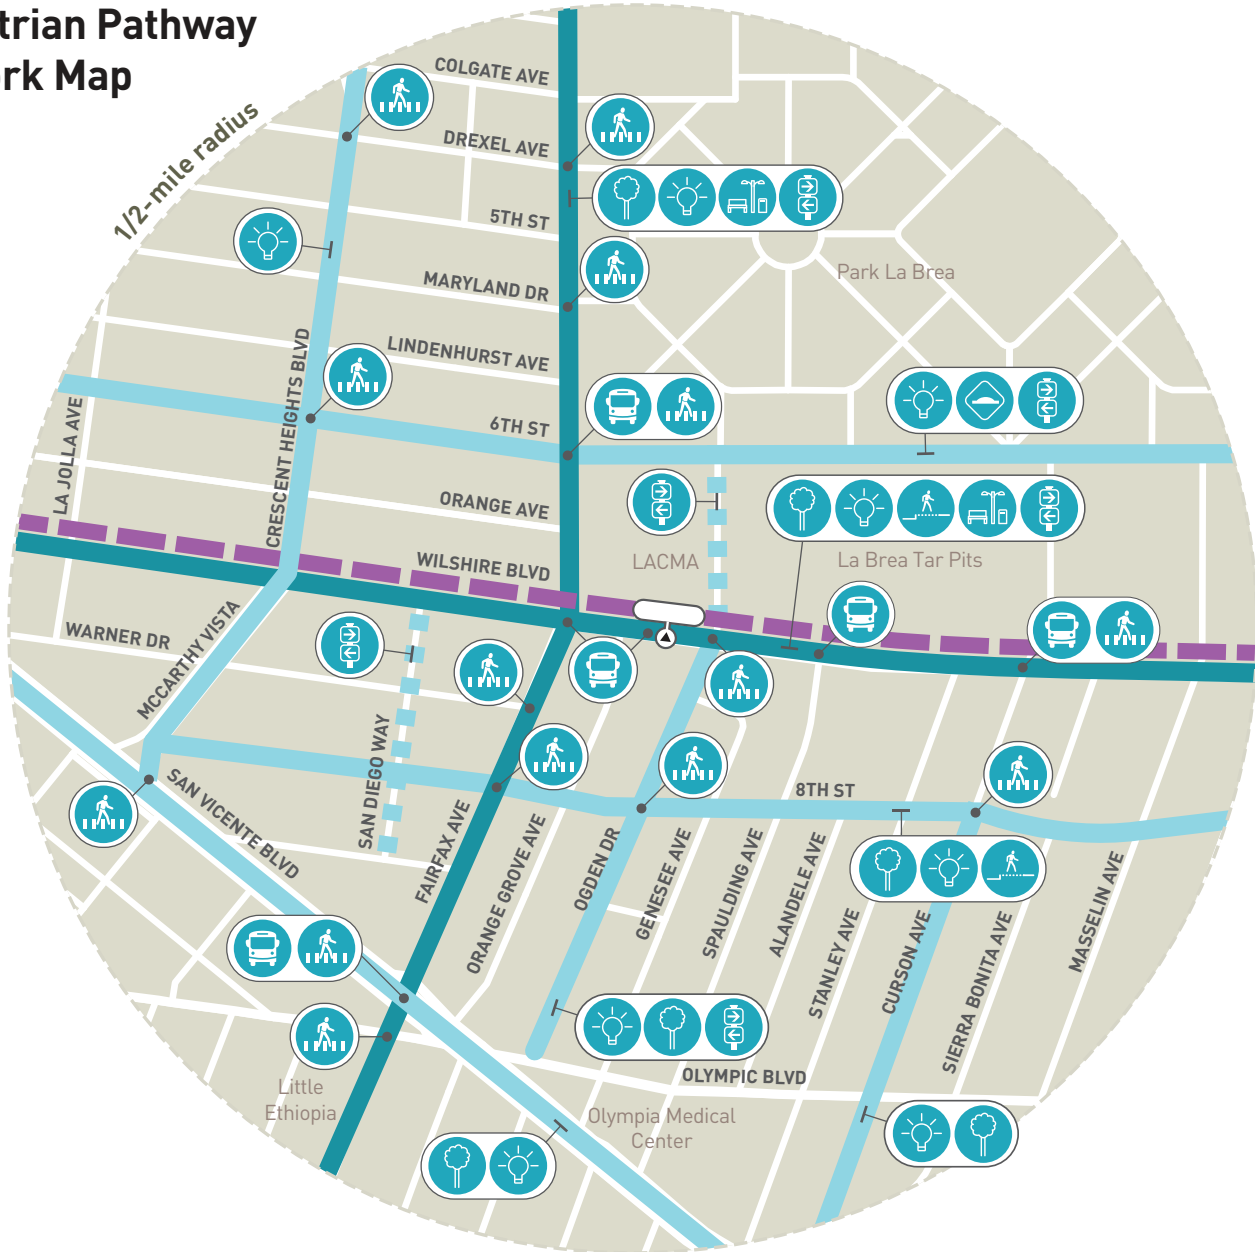 trian Pathway
rk Map
1/2-mile radius
COLGATE AVE
DREXEL AVE
5TH ST
MARYLAND DR
Park La Brea
LINDENHURST AVE
CRESCENT HEIGHTS BLVD
LA JOLLA AVE
6TH ST
ORANGE AVE
LACMA
La Brea Tar Pits
WILSHIRE BLVD
WARNER DR
MCCARTHY VISTA
SAN DIEGO WAY
SAN VICENTE BLVD
8TH ST
FAIRFAX AVE
ORANGE GROVE AVE
OGDEN DR
GENESEE AVE
SPAULDING AVE
ALANDELE AVE
STANLEY AVE
CURSON AVE
SIERRA BONITA AVE
MASSELIN AVE
OLYMPIC BLVD
Little
Ethiopia
Olympia Medical
Center